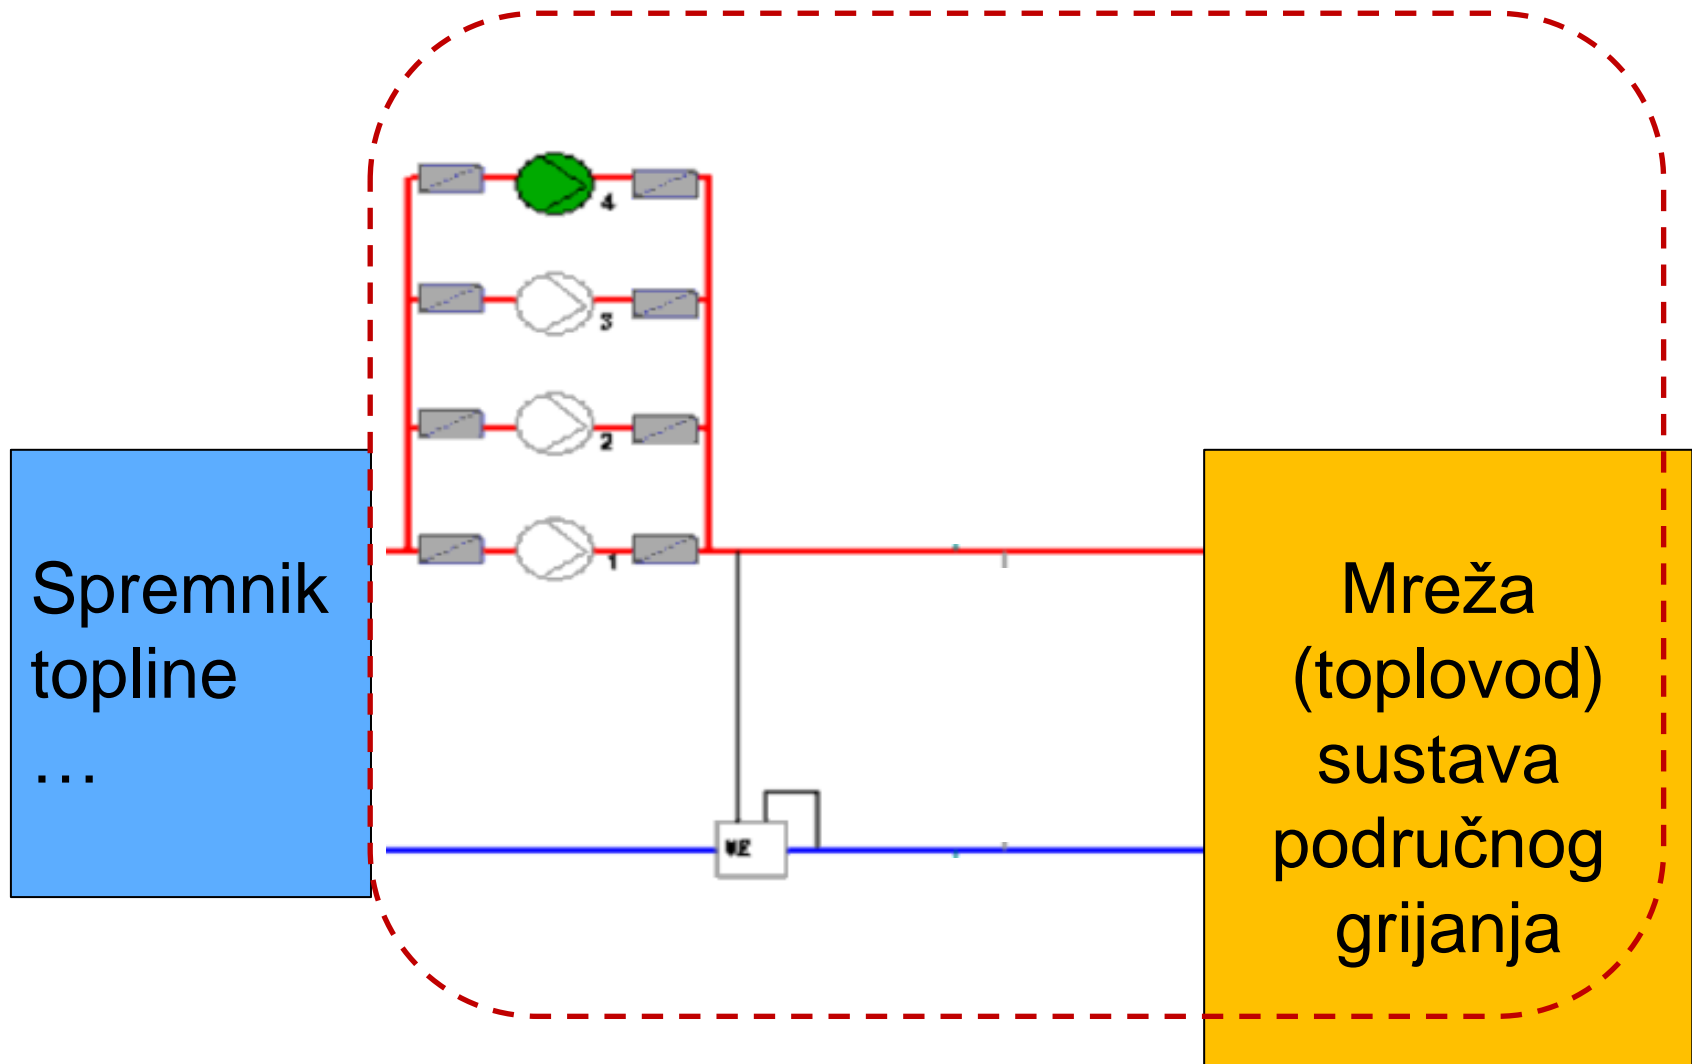 4
3
2
1
Spremnik
topline
…
Mreža
(toplovod)
sustava
područnog
grijanja